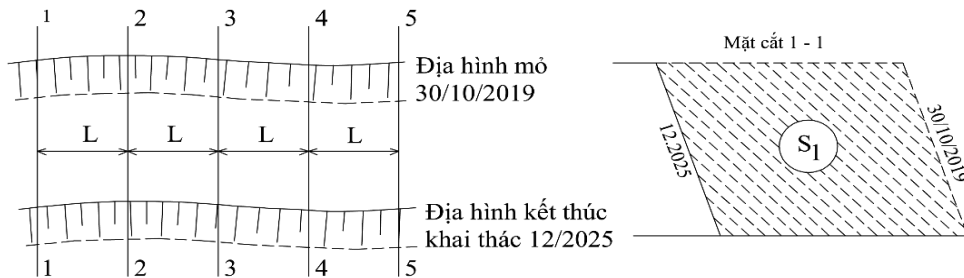 1 2 3 4 5
Địa hình mỏ
30/10/2019
L L L L
Địa hình kết thúc
khai thác 12/2025
1 2 3 4 5
Mặt cắt 1 - 1
12.2025
S1
30/10/2019